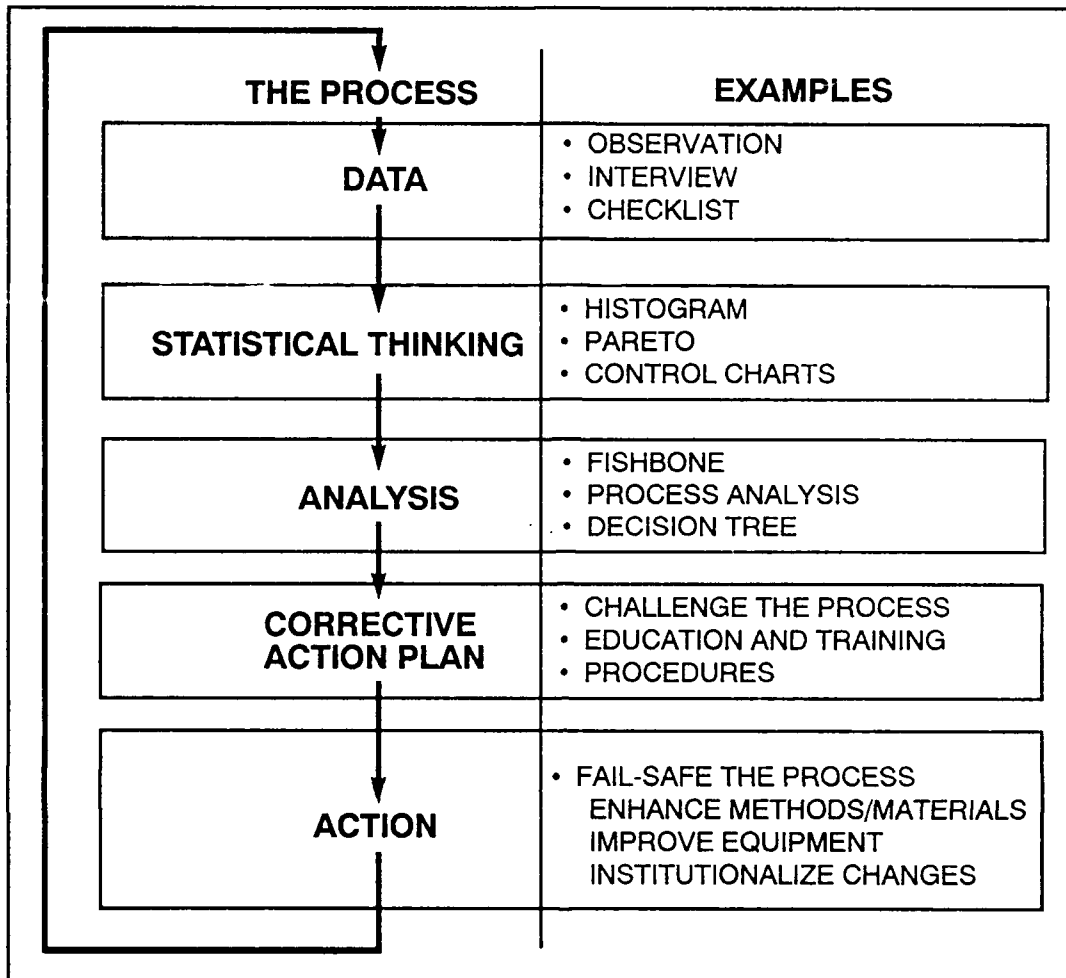 THE PROCESS
EXAMPLES
DATA
• OBSERVATION
• INTERVIEW
• CHECKLIST
STATISTICAL THINKING
• HISTOGRAM
• PARETO
• CONTROL CHARTS
ANALYSIS
• FISHBONE
• PROCESS ANALYSIS
• DECISION TREE
CORRECTIVE
ACTION PLAN
• CHALLENGE THE PROCESS
• EDUCATION AND TRAINING
• PROCEDURES
ACTION
• FAIL-SAFE THE PROCESS
ENHANCE METHODS/MATERIALS
IMPROVE EQUIPMENT
INSTITUTIONALIZE CHANGES